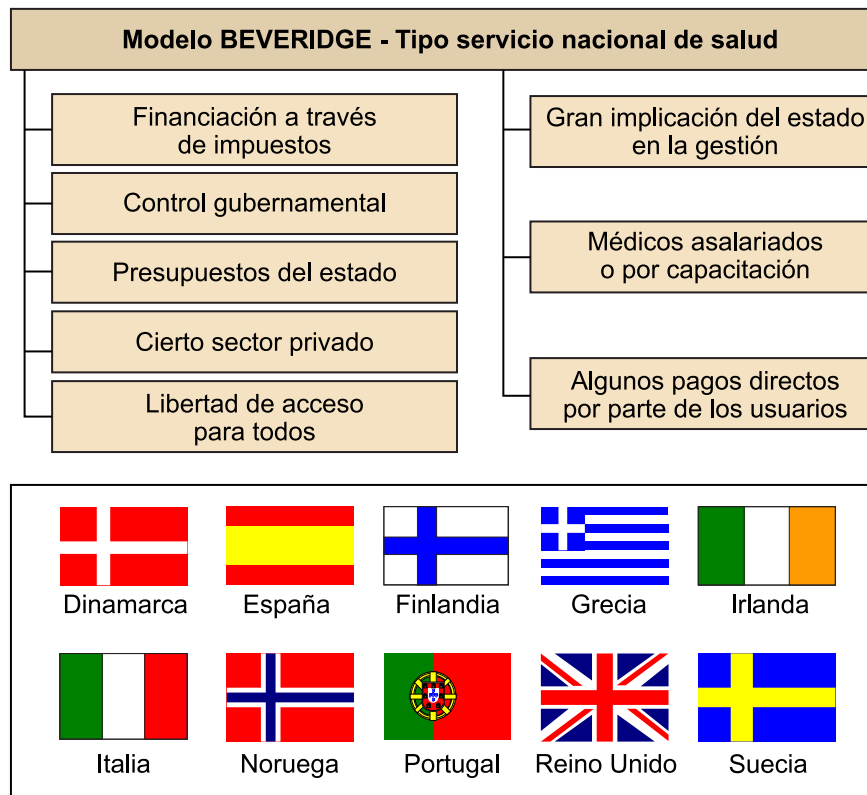 Modelo BEVERIDGE - Tipo servicio nacional de salud
Financiación a través
de impuestos
Control gubernamental
Presupuestos del estado
Cierto sector privado
Libertad de acceso
para todos
Gran implicación del estado
en la gestión
Médicos asalariados
o por capacitación
Algunos pagos directos
por parte de los usuarios
Dinamarca
España
Finlandia
Grecia
Irlanda
Italia
Noruega
Portugal
Reino Unido
Suecia